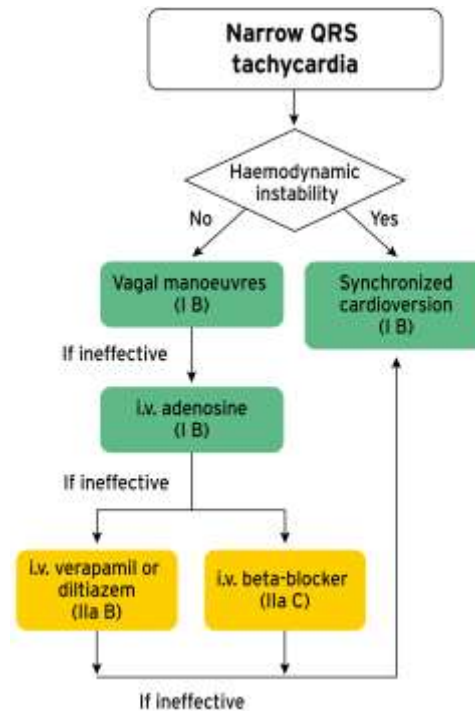 Narrow QRS
tachycardia
Haemodynamic
instability
No
Yes
Vagal manoeuvres
(I B)
Synchronized
cardioversion
(I B)
If ineffective
i.v. adenosine
(I B)
If ineffective
i.v. verapamil or
diltiazem
(IIa B)
i.v. beta-blocker
(IIa C)
If ineffective